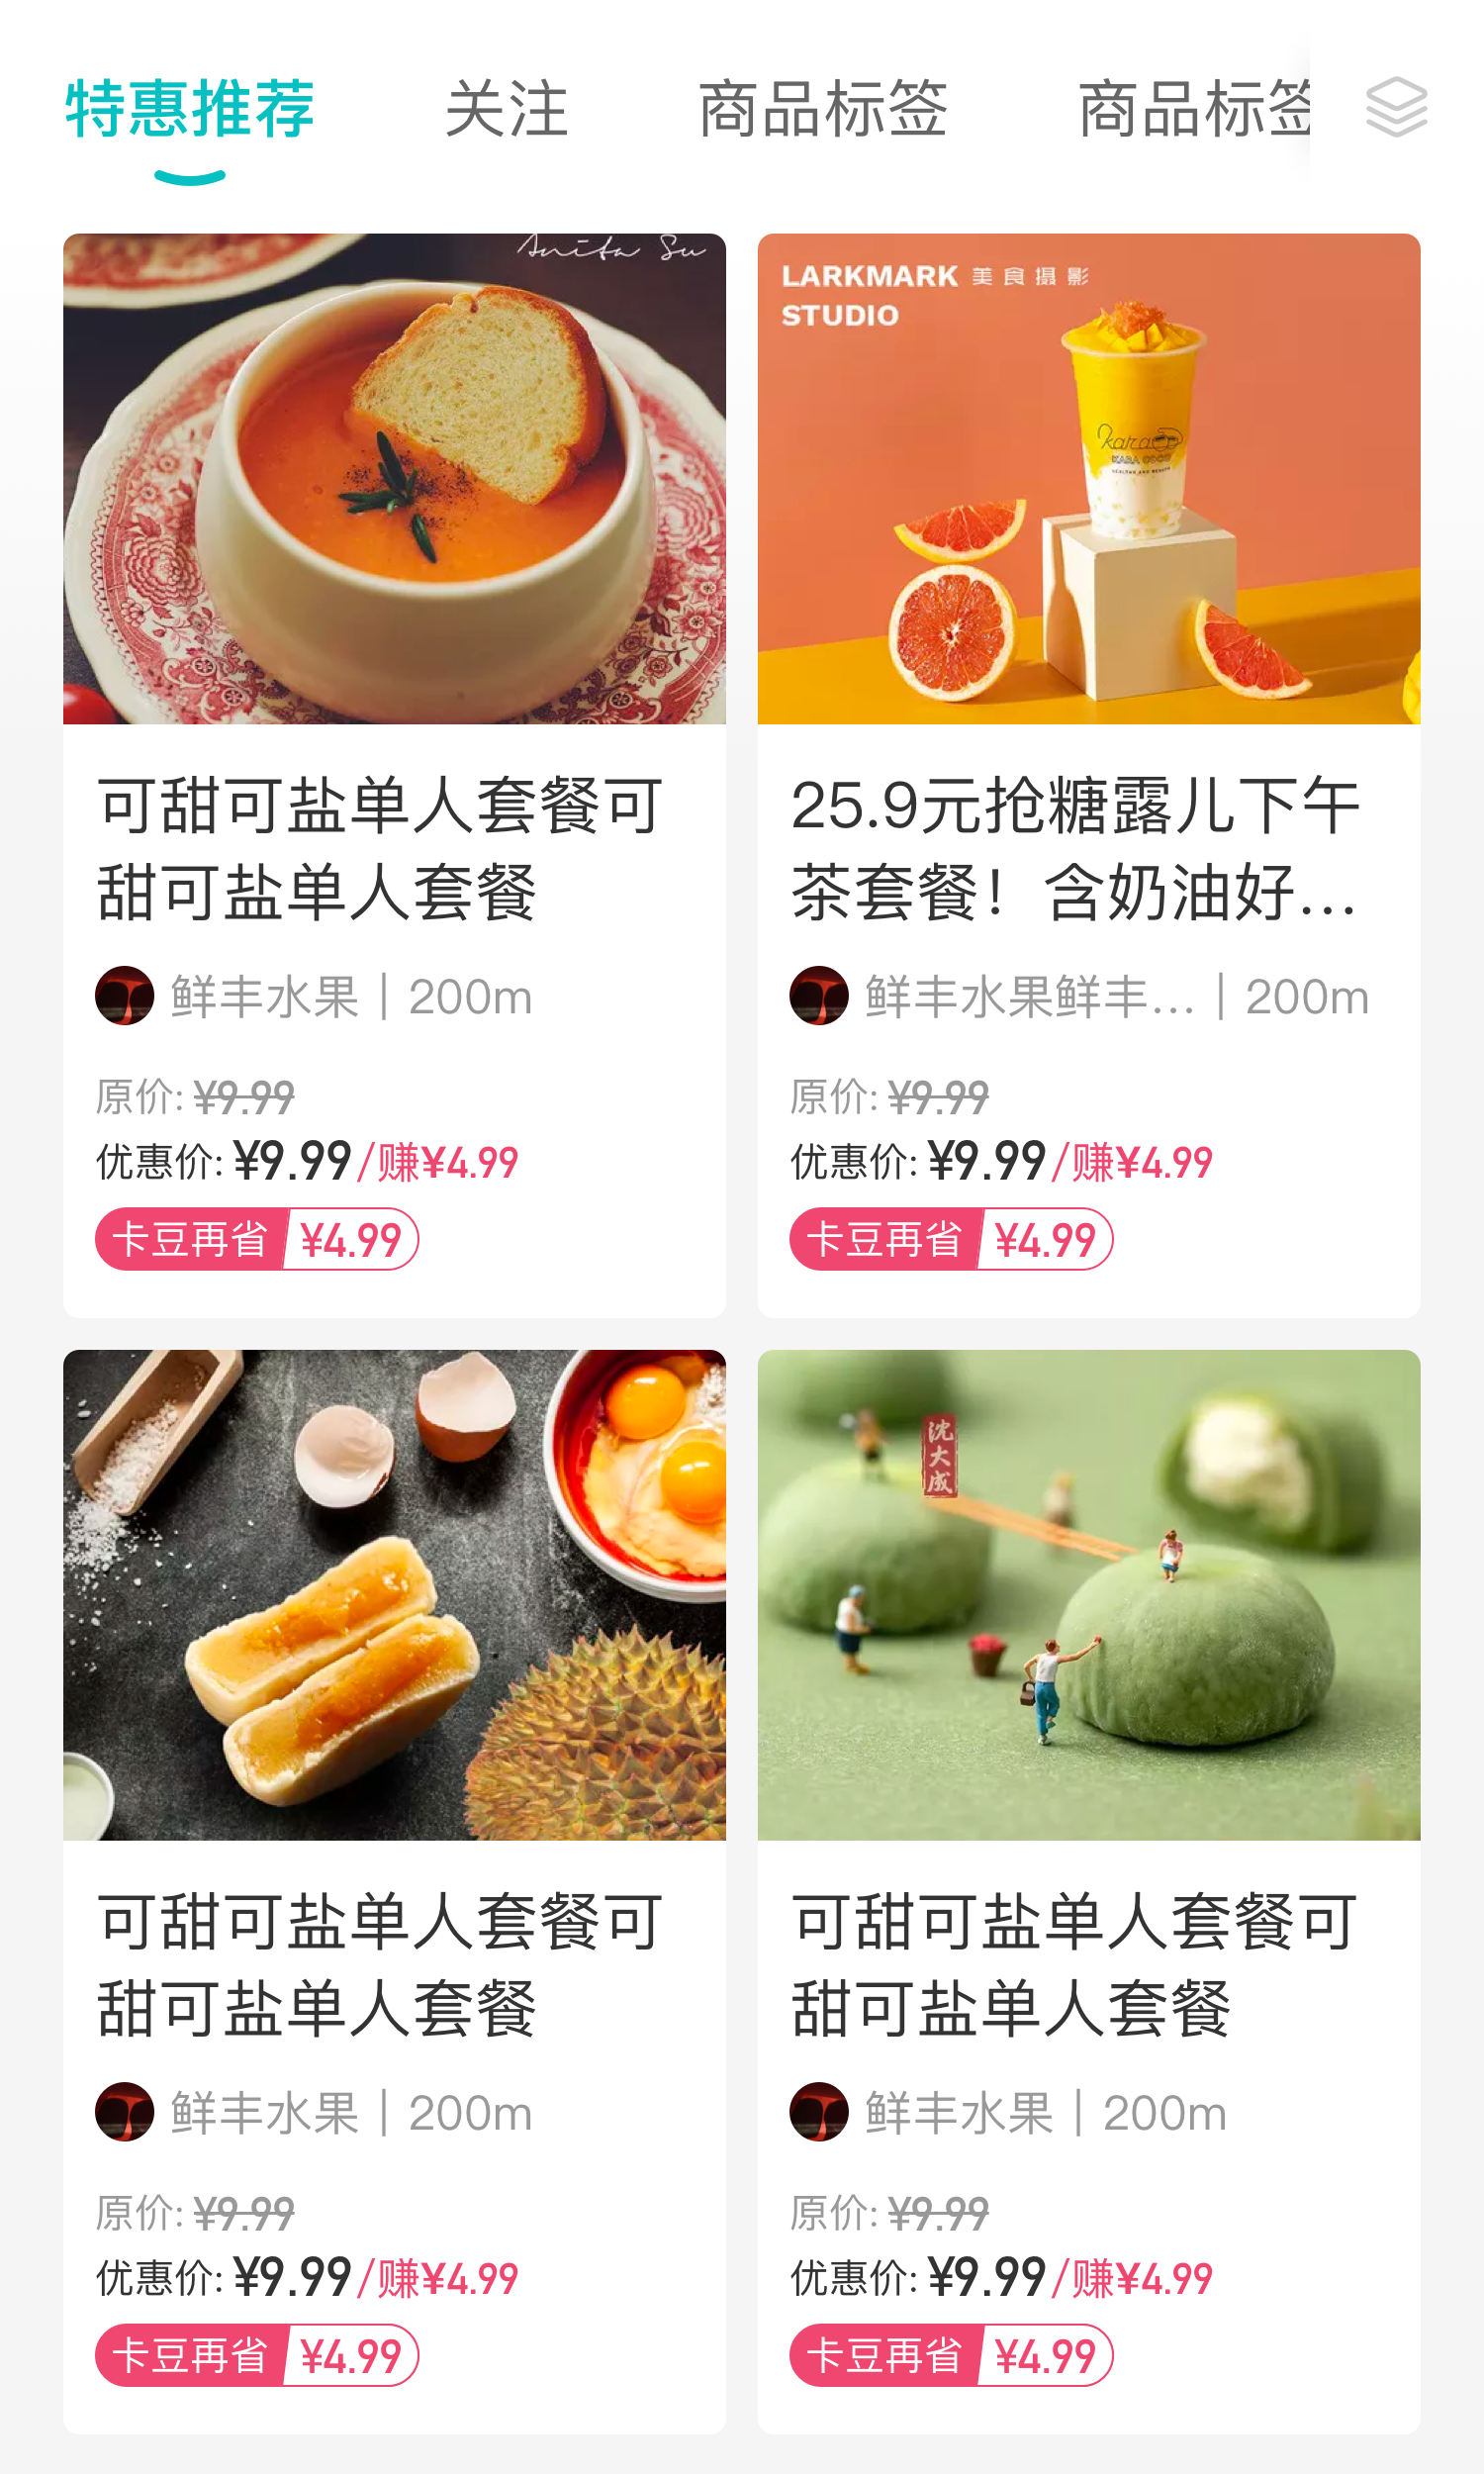 特惠推荐
关注
商品标签
商品标签
Anita Su
LARKMARK 美食摄影
STUDIO
kara
KARA COCO
可甜可盐单人套餐可
甜可盐单人套餐
鲜丰水果 | 200m
原价: ¥9.99
优惠价: ¥9.99/赚¥4.99
卡豆再省 ¥4.99
25.9元抢糖露儿下午
茶套餐！含奶油好...
鲜丰水果鲜丰... | 200m
原价: ¥9.99
优惠价: ¥9.99/赚¥4.99
卡豆再省 ¥4.99
沈大成
可甜可盐单人套餐可
甜可盐单人套餐
鲜丰水果 | 200m
原价: ¥9.99
优惠价: ¥9.99/赚¥4.99
卡豆再省 ¥4.99
可甜可盐单人套餐可
甜可盐单人套餐
鲜丰水果 | 200m
原价: ¥9.99
优惠价: ¥9.99/赚¥4.99
卡豆再省 ¥4.99